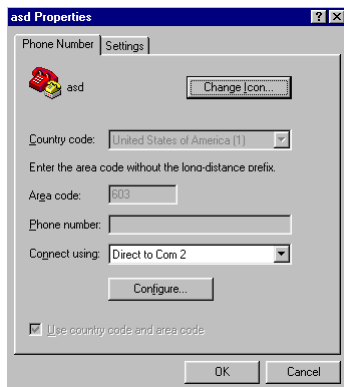 asd Properties
Phone Number Settings
asd
Change Icon...
Country code: United States of America (1)
Enter the area code without the long-distance prefix.
Area code: 603
Phone number:
Connect using: Direct to Com 2
Configure...
Use country code and area code
OK Cancel